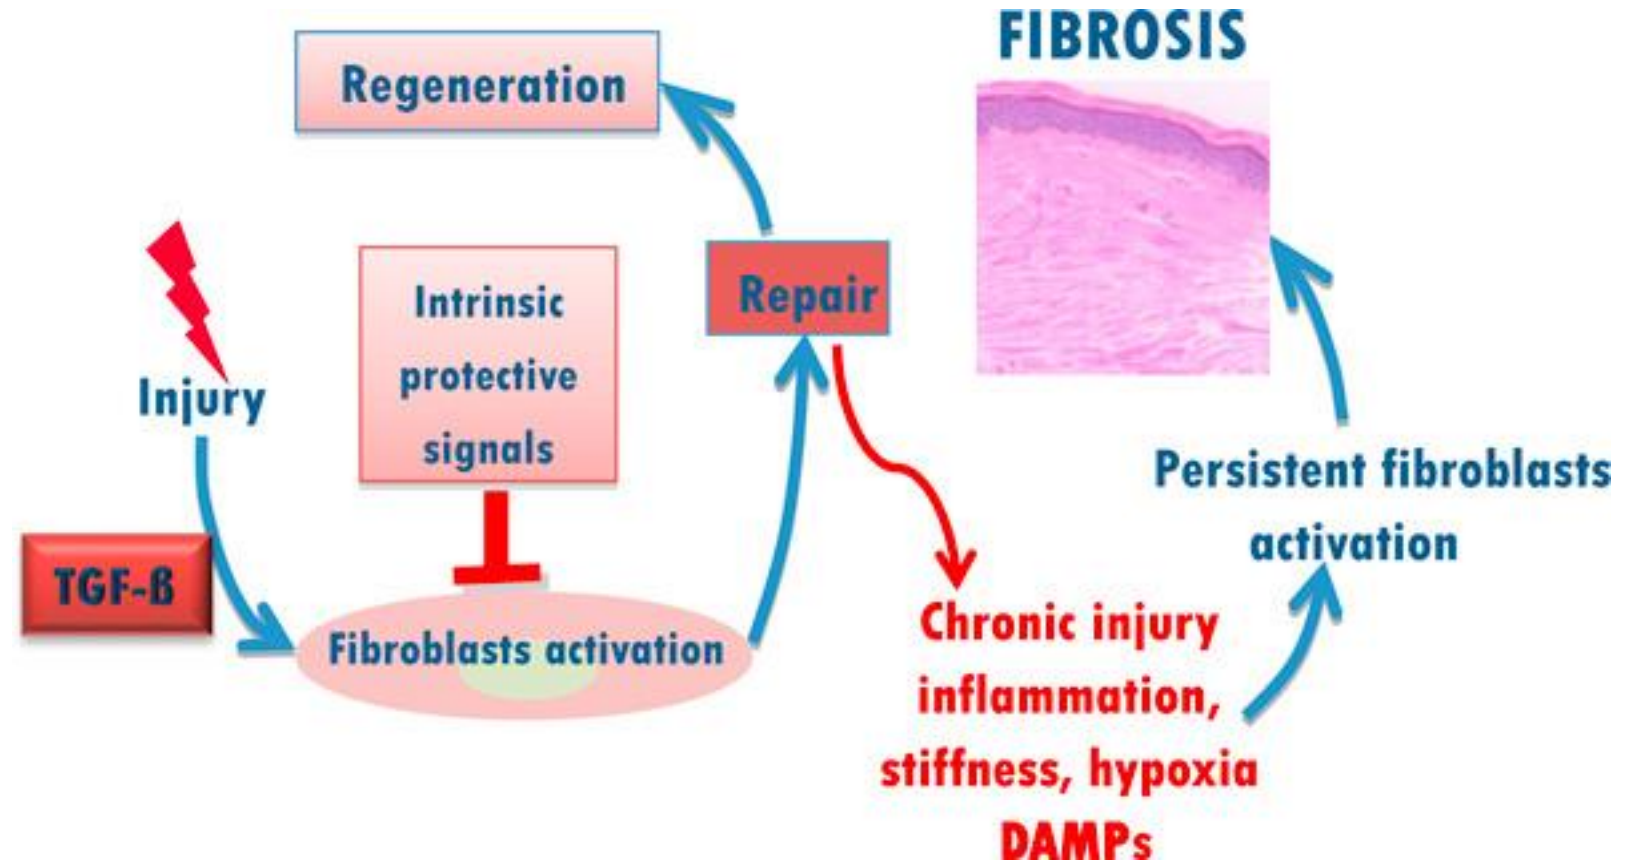 FIBROSIS
Regeneration
Intrinsic
protective
signals
Repair
Injury
TGF-ß
Fibroblasts activation
Persistent fibroblasts
activation
Chronic injury
inflammation,
stiffness, hypoxia
DAMPs